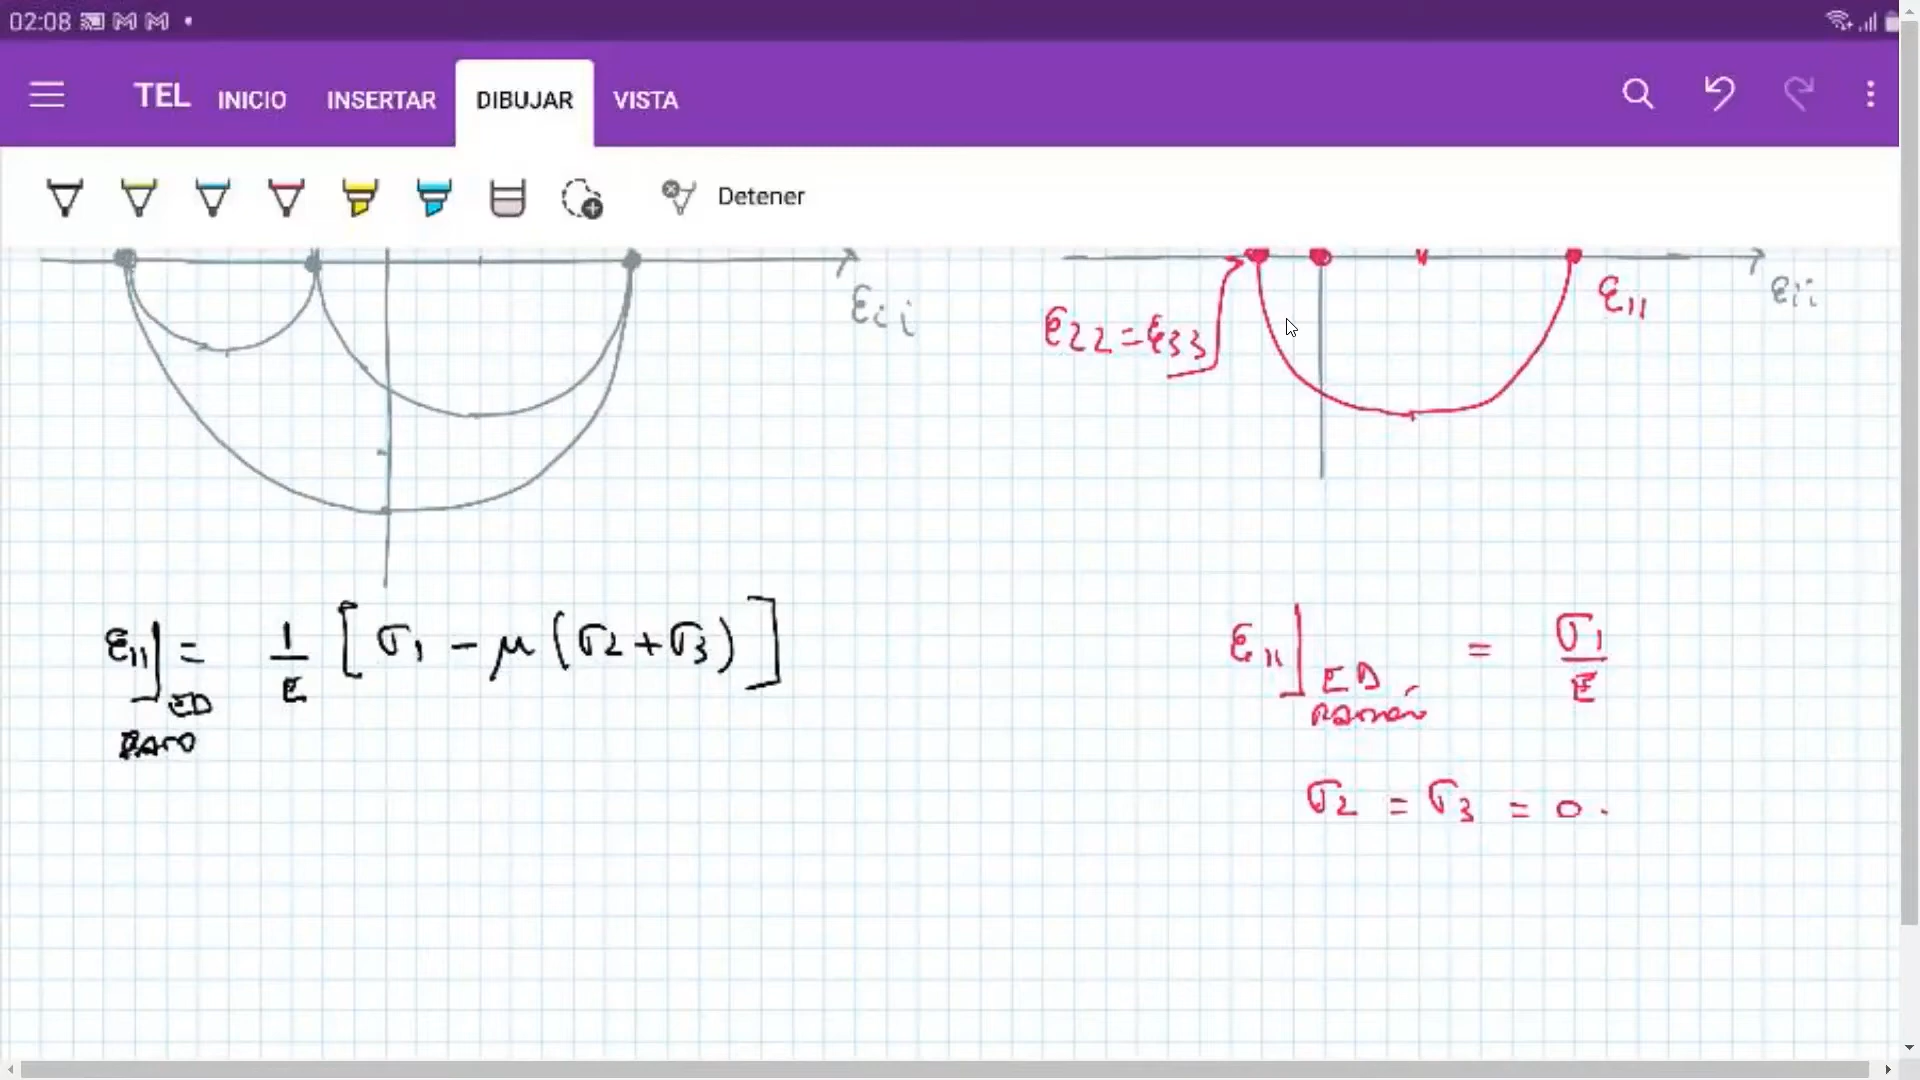 02:08
TEL INICIO INSERTAR DIBUJAR VISTA
Detener
εii
εii
ε11
ε22 = ε33
ε11]ED DATO = 1/E [σ1 − μ (σ2 + σ3)]
ε11]ED = σ1/E
σ2 = σ3 = 0.